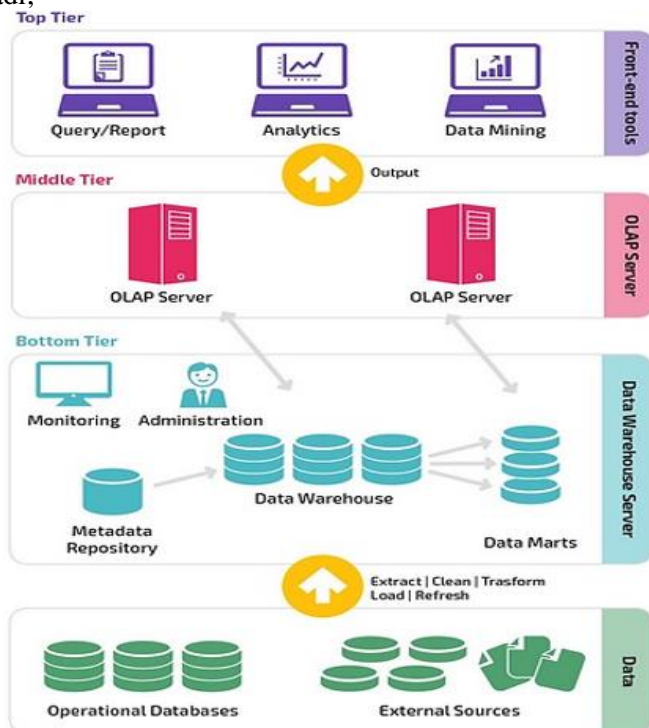 Top Tier
Query/Report
Analytics
Data Mining
Front-end tools
Output
Middle Tier
OLAP Server
OLAP Server
OLAP Server
Bottom Tier
Monitoring
Administration
Data Warehouse
Metadata
Repository
Data Marts
Data Warehouse Server
Extract | Clean | Trasform
Load | Refresh
Operational Databases
External Sources
Data